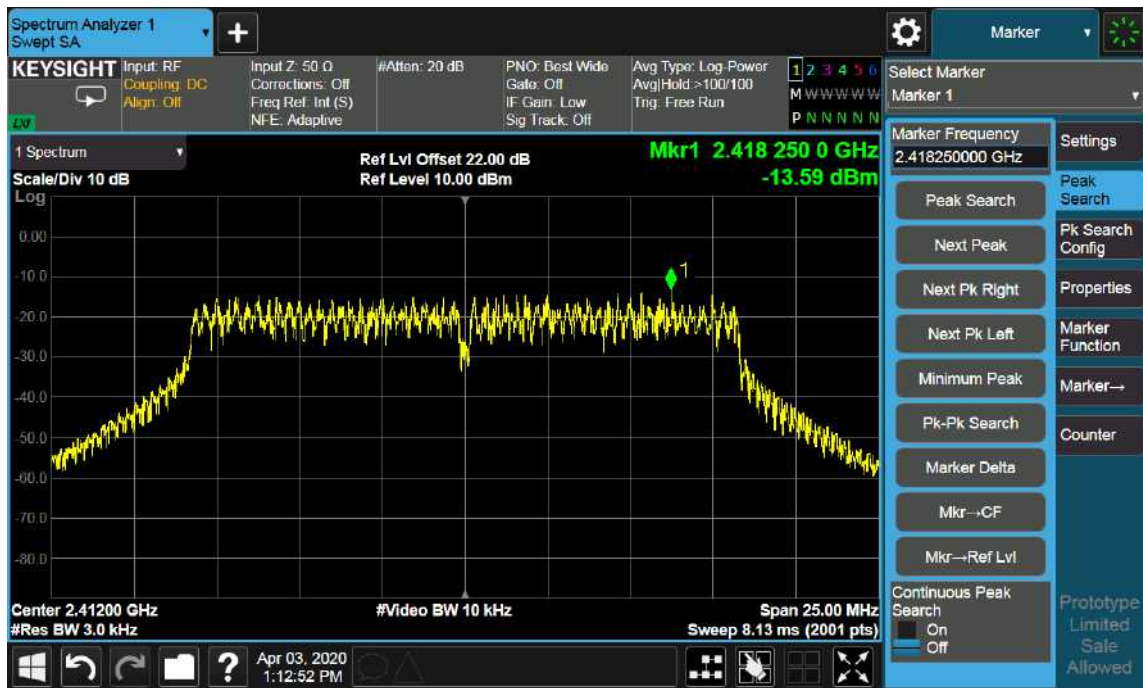 Spectrum Analyzer 1
Swept SA
Marker
KEYSIGHT
Input: RF
Coupling: DC
Align: Off
Input Z: 50 Ω
Corrections: Off
Freq Ref: Int (S)
NFE: Adaptive
#Atten: 20 dB
PNO: Best Wide
Gate: Off
IF Gain: Low
Sig Track: Off
Avg Type: Log-Power
Avg|Hold:>100/100
Trig: Free Run
1 2 3 4 5 6
M W W W W W
P N N N N N
LXI
Select Marker
Marker 1
1 Spectrum
Scale/Div 10 dB
Log
Ref Lvl Offset 22.00 dB
Ref Level 10.00 dBm
Mkr1 2.418 250 0 GHz
-13.59 dBm
0.00
-10.0
-20.0
-30.0
-40.0
-50.0
-60.0
-70.0
-80.0
1
Center 2.41200 GHz
#Res BW 3.0 kHz
#Video BW 10 kHz
Span 25.00 MHz
Sweep 8.13 ms (2001 pts)
Marker Frequency
2.418250000 GHz
Peak Search
Next Peak
Next Pk Right
Next Pk Left
Minimum Peak
Pk-Pk Search
Marker Delta
Mkr→CF
Mkr→Ref Lvl
Continuous Peak
Search
On
Off
Settings
Peak
Search
Pk Search
Config
Properties
Marker
Function
Marker→
Counter
Prototype
Limited
Sale
Allowed
?
Apr 03, 2020
1:12:52 PM